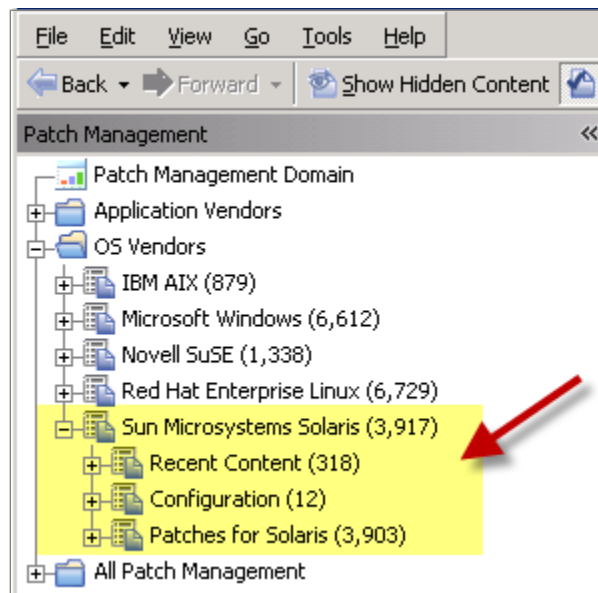 File Edit View Go Tools Help
Back Forward Show Hidden Content
Patch Management
Patch Management Domain
Application Vendors
OS Vendors
IBM AIX (879)
Microsoft Windows (6,612)
Novell SuSE (1,338)
Red Hat Enterprise Linux (6,729)
Sun Microsystems Solaris (3,917)
Recent Content (318)
Configuration (12)
Patches for Solaris (3,903)
All Patch Management